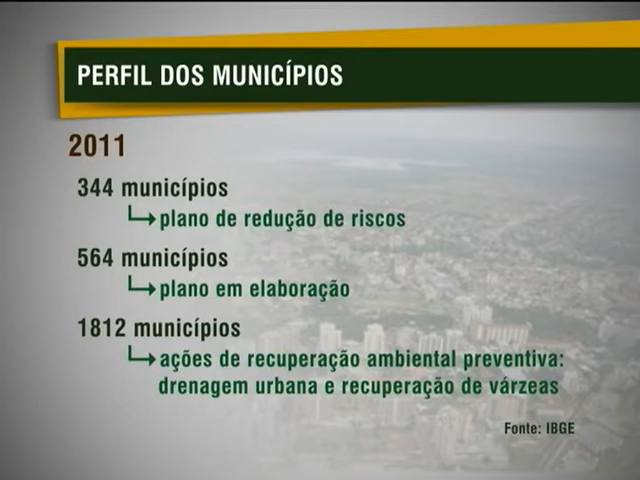 PERFIL DOS MUNICÍPIOS
2011
344 municípios
plano de redução de riscos
564 municípios
plano em elaboração
1812 municípios
ações de recuperação ambiental preventiva:
drenagem urbana e recuperação de várzeas
Fonte: IBGE